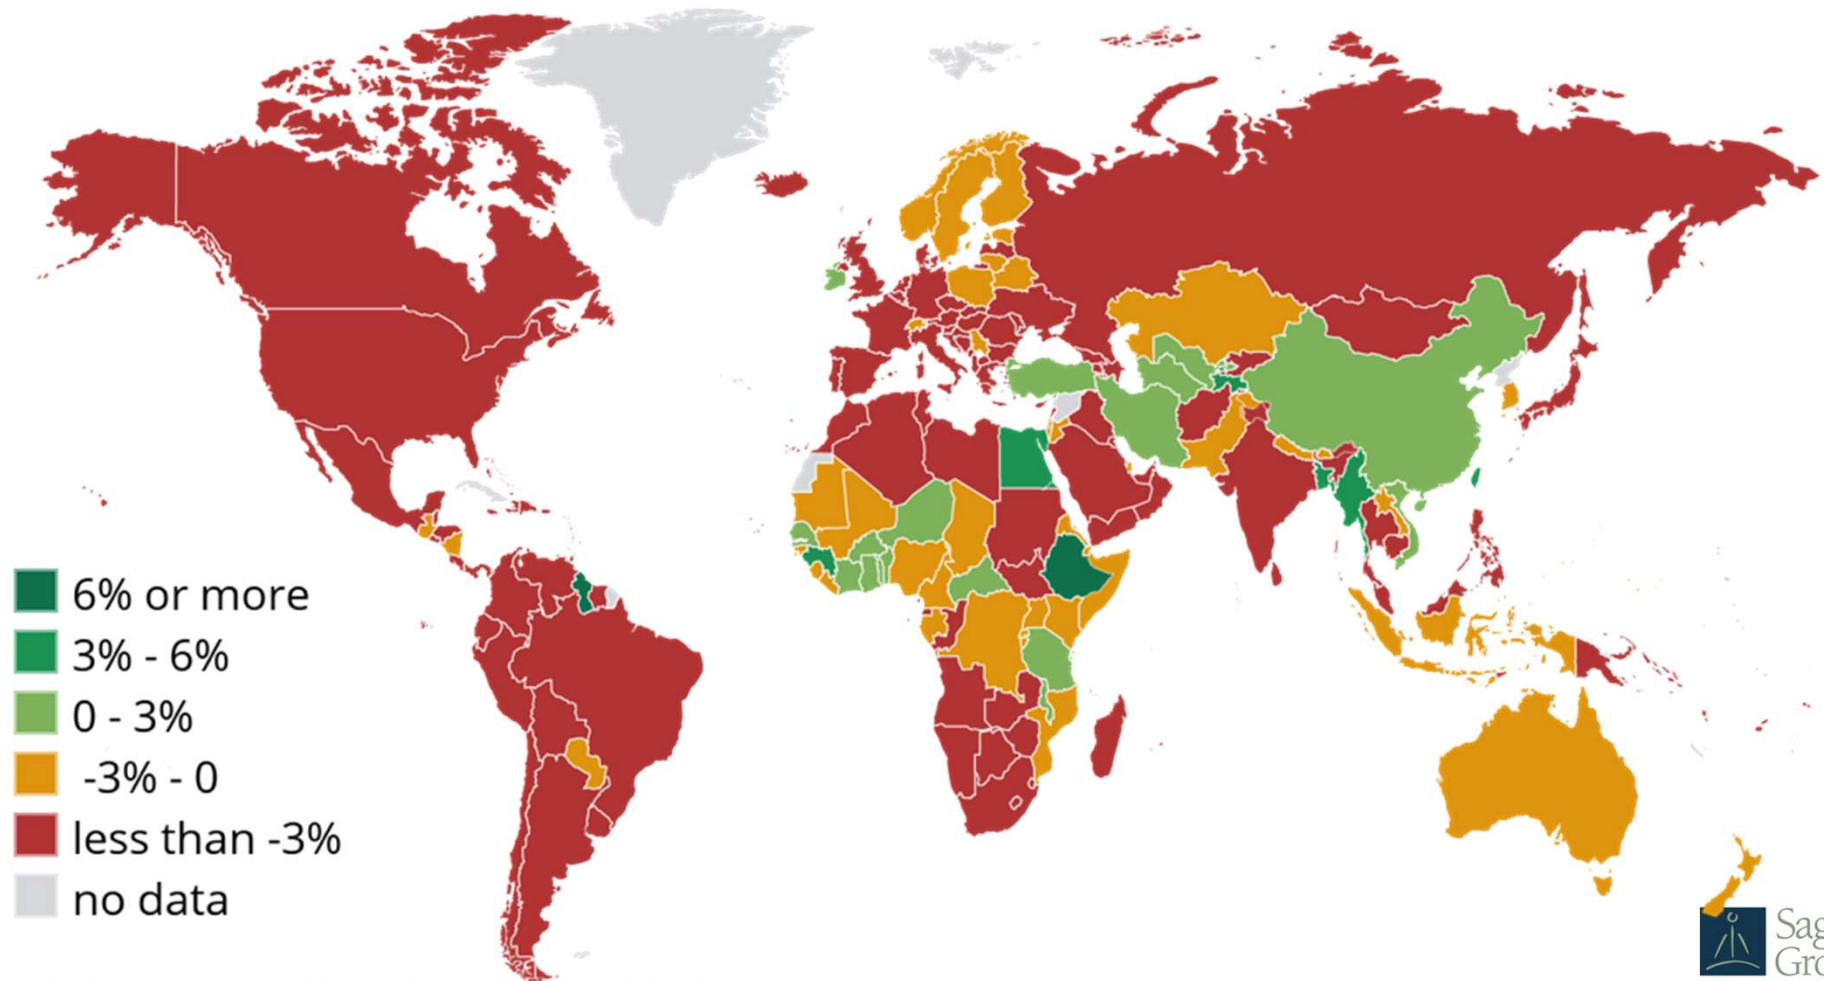 6% or more
3% - 6%
0 - 3%
-3% - 0
less than -3%
no data